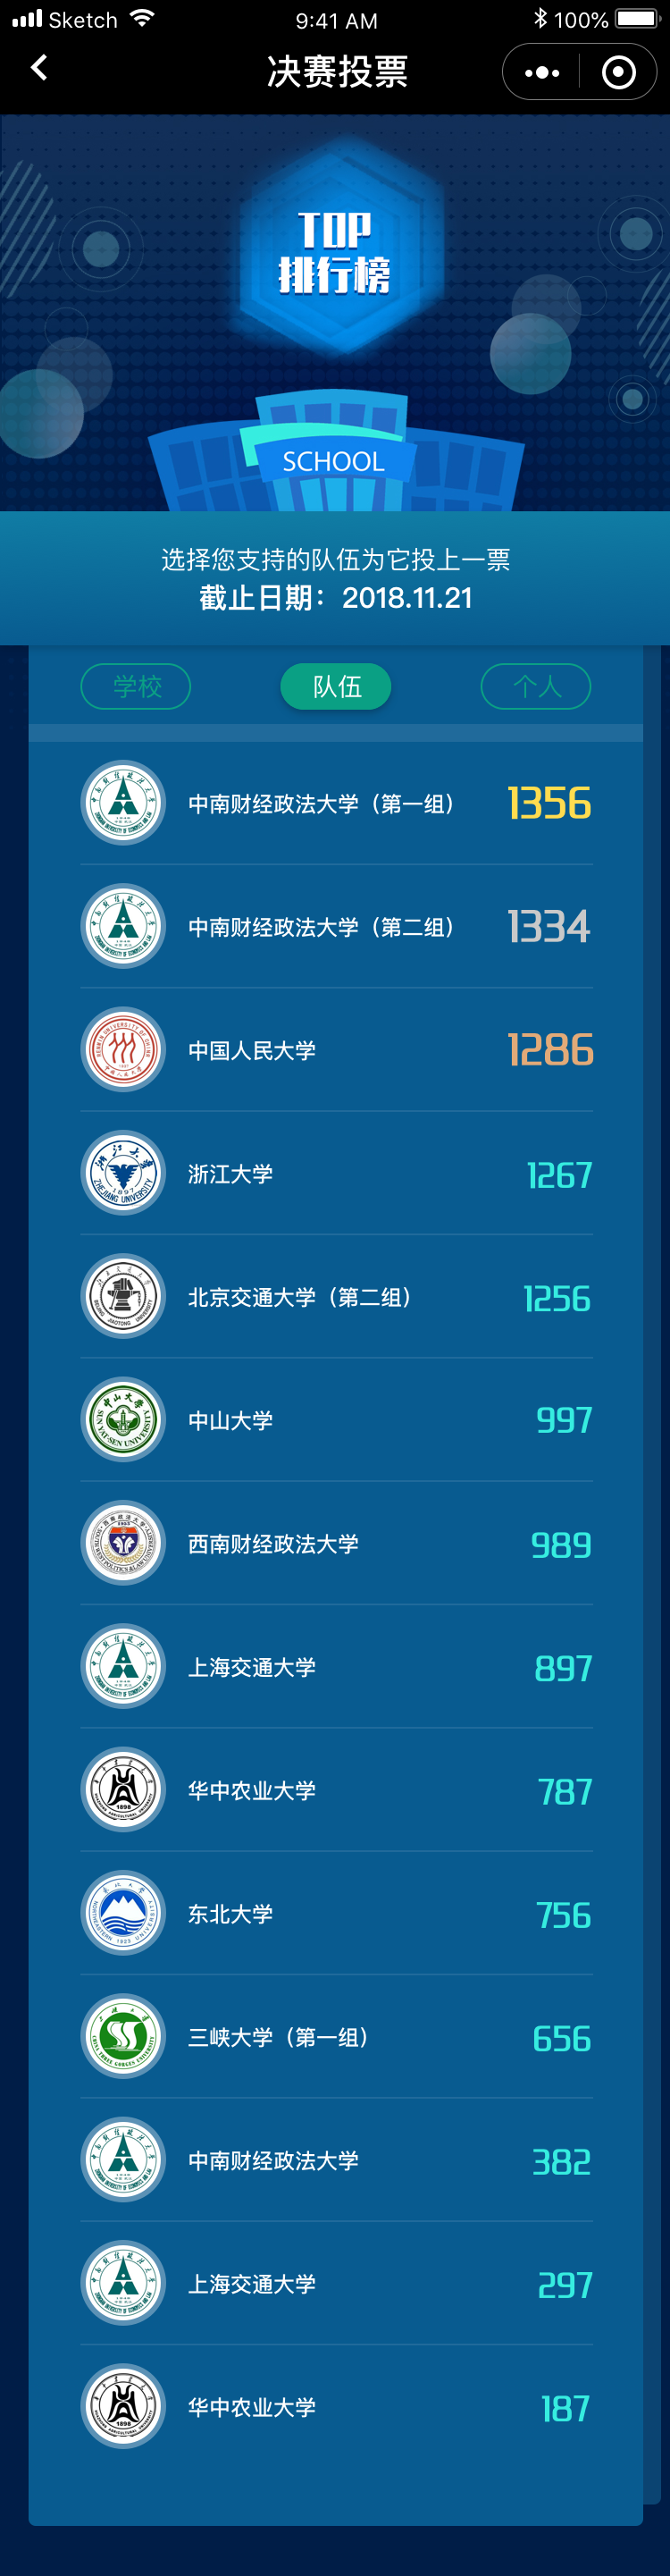 Sketch 9:41 AM 100%
决赛投票
TOP
排行榜
SCHOOL
选择您支持的队伍为它投上一票
截止日期：2018.11.21
学校 队伍 个人
中南财经政法大学（第一组） 1356
中南财经政法大学（第二组） 1334
中国人民大学 1286
浙江大学 1267
北京交通大学（第二组） 1256
中山大学 997
西南财经政法大学 989
上海交通大学 897
华中农业大学 787
东北大学 756
三峡大学（第一组） 656
中南财经政法大学 382
上海交通大学 297
华中农业大学 187